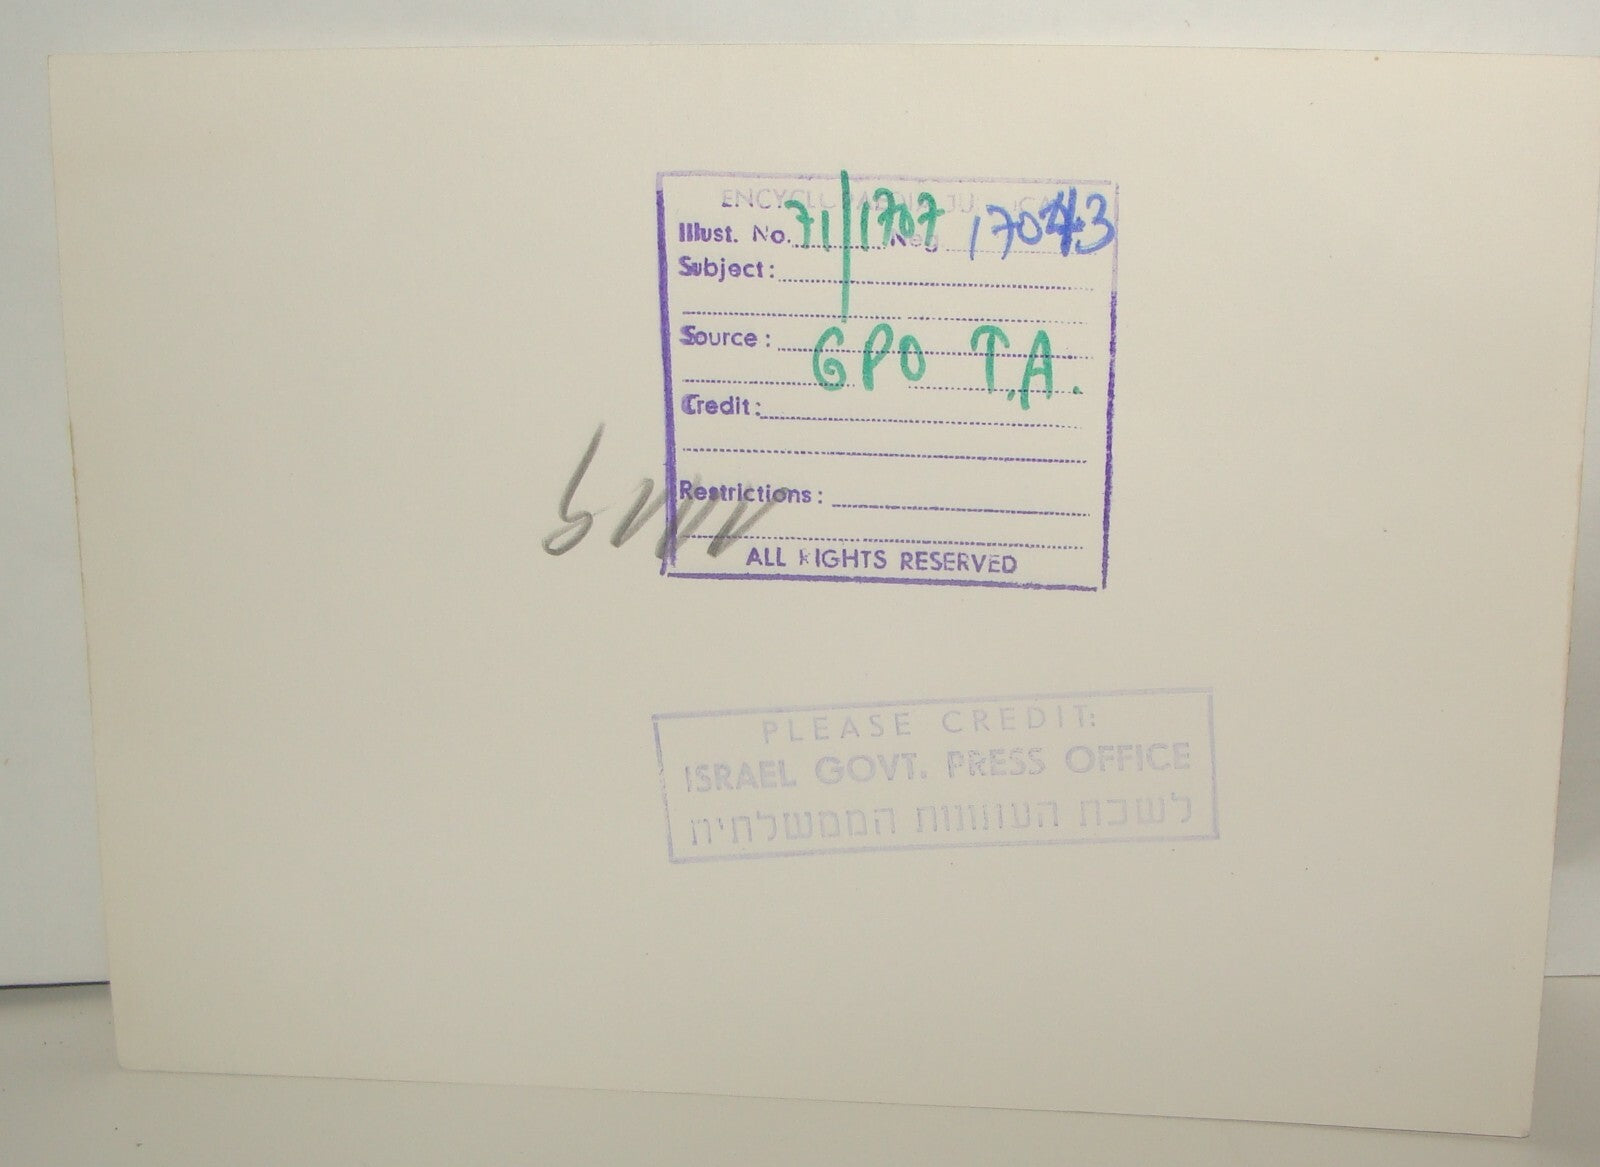 ENCYCLOPAEDIA JUDAICA
Illust. No. 71/1707 Neg. 17043
Subject:
Source: GPO T.A.
Credit:
Restrictions:
ALL RIGHTS RESERVED
PLEASE CREDIT:
ISRAEL GOVT. PRESS OFFICE
לשכת העתונות הממשלתית